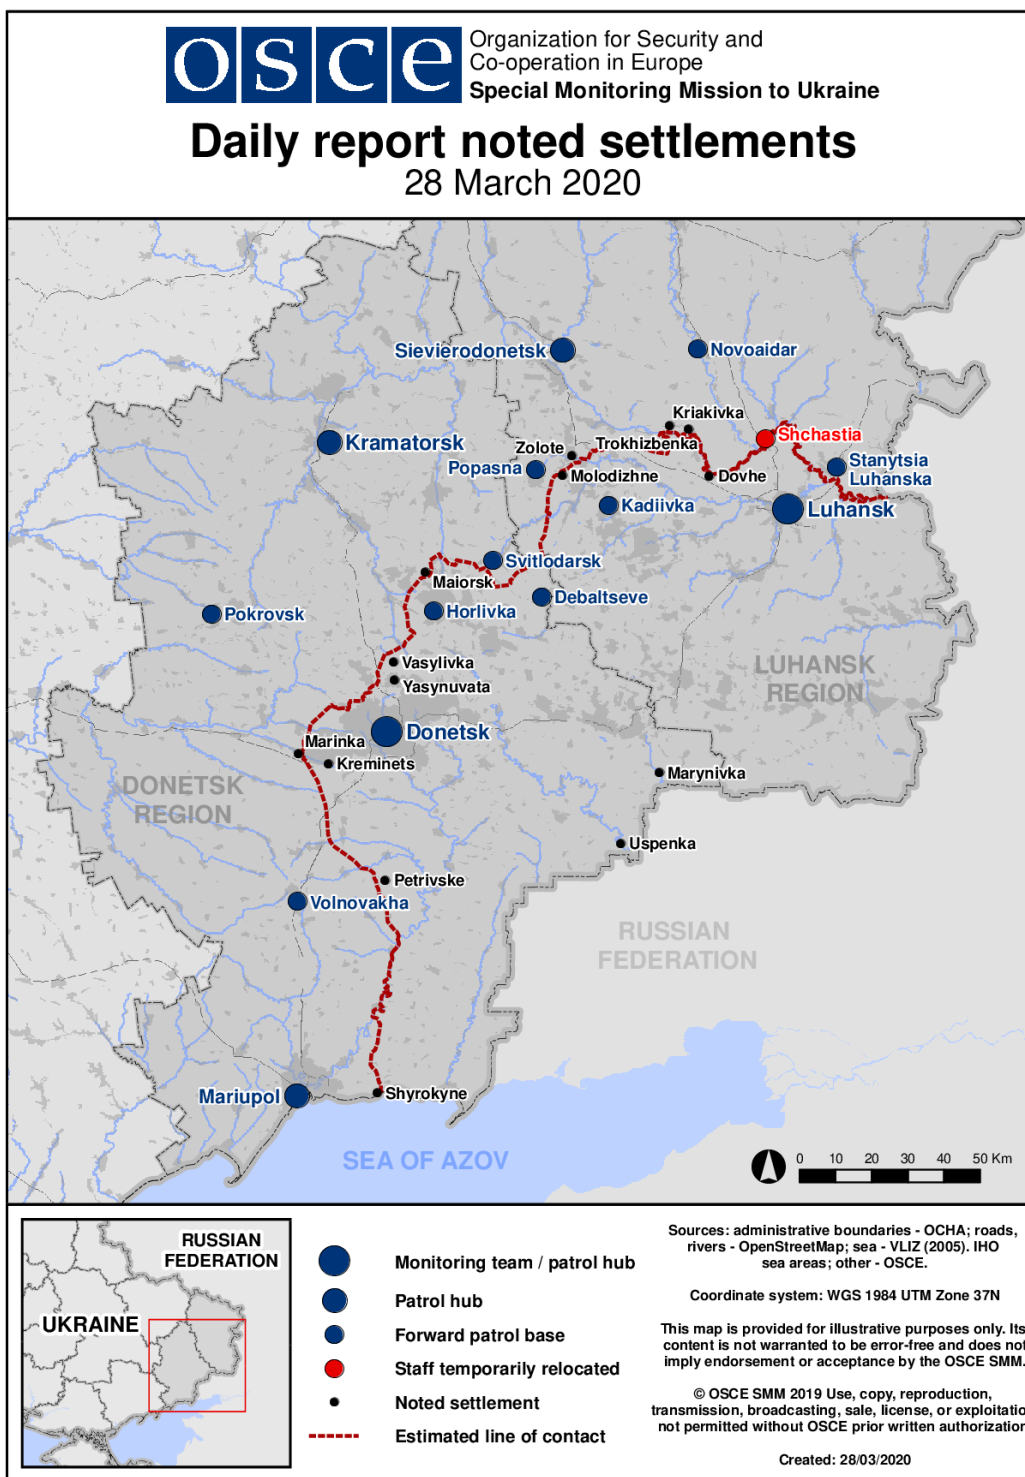 osce
Organization for Security and
Co-operation in Europe
Special Monitoring Mission to Ukraine
Daily report noted settlements
28 March 2020
Sievierodonetsk
Novoaidar
Kriakivka
Kramatorsk
Zolote
Trokhizbenka
Shchastia
Popasna
Molodizhne
Dovhe
Stanytsia
Luhanska
Kadiivka
Luhansk
Svitlodarsk
Maiorsk
Debaltseve
Pokrovsk
Horlivka
Vasylivka
Yasynuvata
LUHANSK
REGION
Donetsk
Marinka
Kreminets
Marynivka
DONETSK
REGION
Uspenka
Petrivske
Volnovakha
RUSSIAN
FEDERATION
Mariupol
Shyrokyne
SEA OF AZOV
0 10 20 30 40 50 Km
RUSSIAN
FEDERATION
UKRAINE
Monitoring team / patrol hub
Patrol hub
Forward patrol base
Staff temporarily relocated
Noted settlement
Estimated line of contact
Sources: administrative boundaries - OCHA; roads,
rivers - OpenStreetMap; sea - VLIZ (2005). IHO
sea areas; other - OSCE.
Coordinate system: WGS 1984 UTM Zone 37N
This map is provided for illustrative purposes only. Its
content is not warranted to be error-free and does not
imply endorsement or acceptance by the OSCE SMM.
© OSCE SMM 2019 Use, copy, reproduction,
transmission, broadcasting, sale, license, or exploitatio
not permitted without OSCE prior written authorization
Created: 28/03/2020